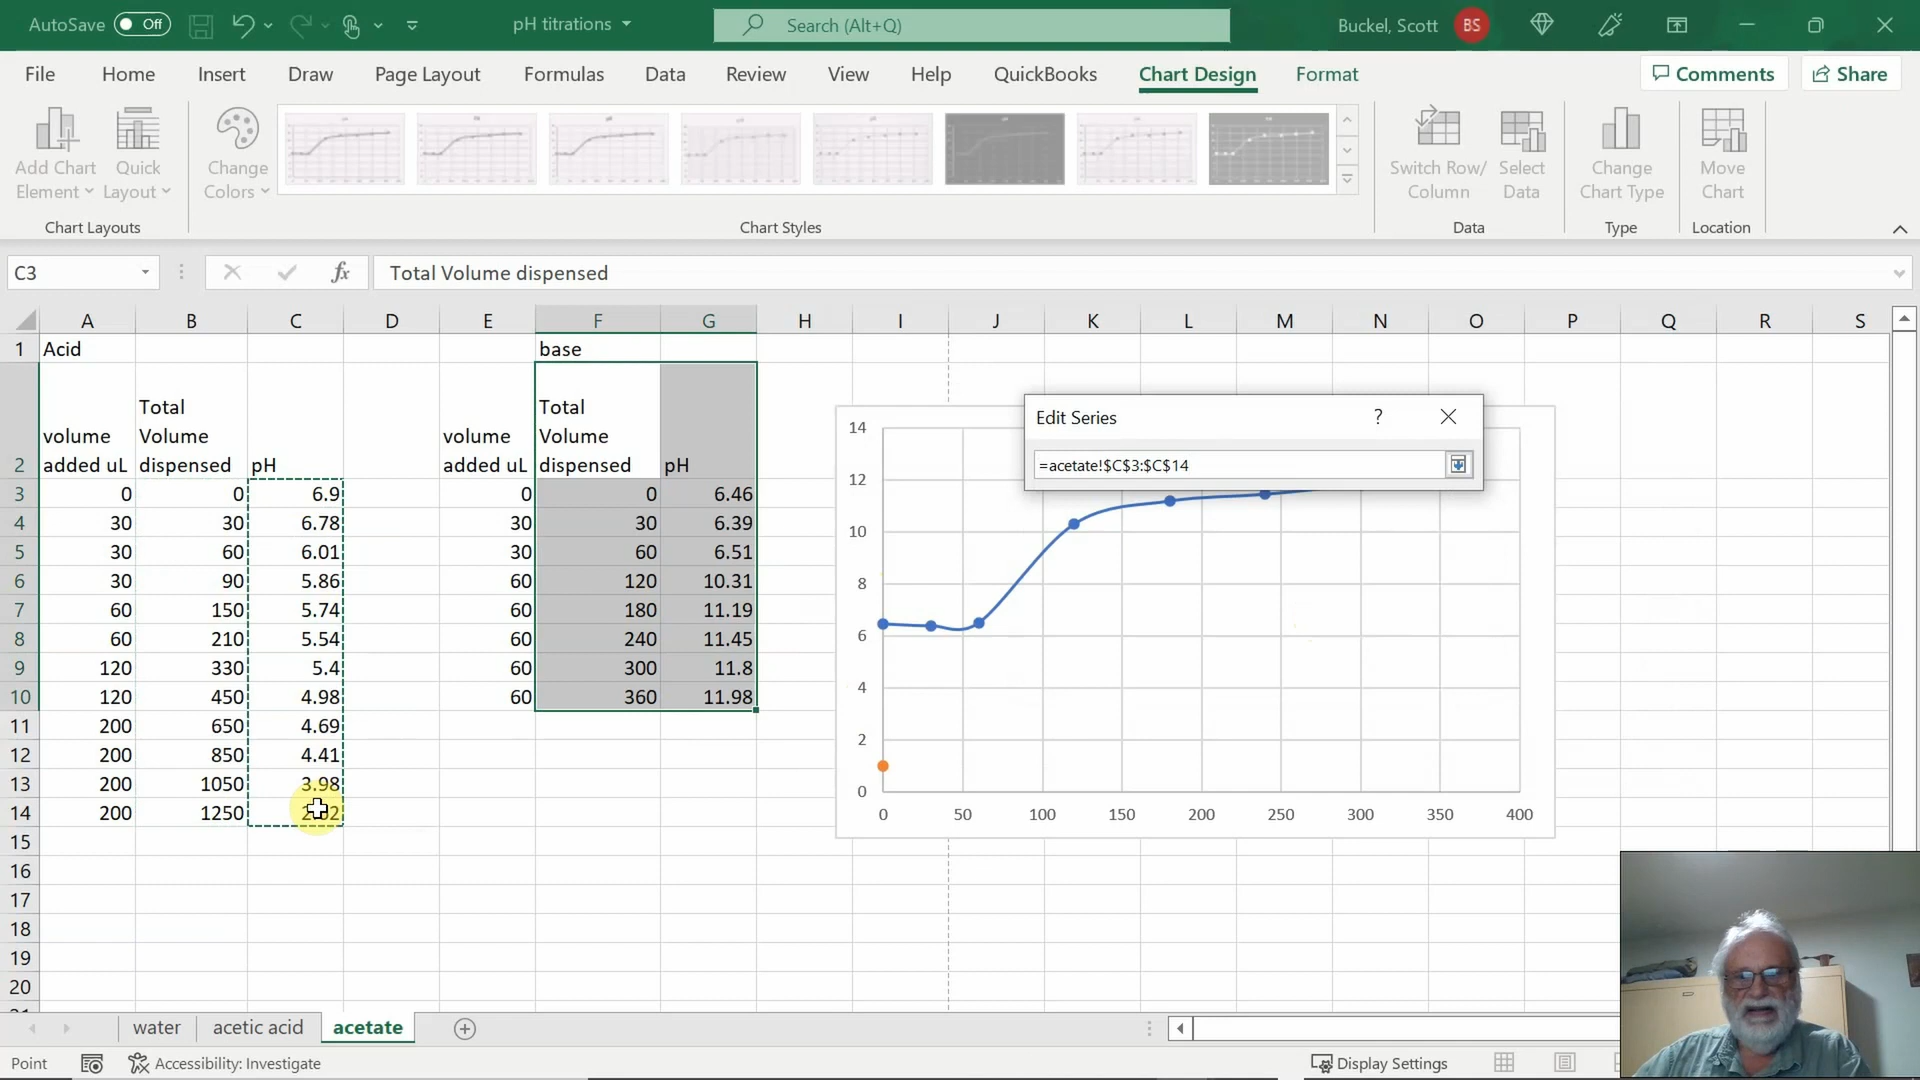 AutoSave Off pH titrations Search (Alt+Q) Buckel, Scott BS
File Home Insert Draw Page Layout Formulas Data Review View Help QuickBooks Chart Design Format Comments Share
Add Chart Element Quick Layout Change Colors Switch Row/ Column Select Data Change Chart Type Move Chart
Chart Layouts Chart Styles Data Type Location
C3 fx Total Volume dispensed
A B C D E F G H I J K L M N O P Q R S
1 Acid base
2 volume added uL Total Volume dispensed pH volume added uL Total Volume dispensed pH
3 0 0 6.9 0 0 6.46
4 30 30 6.78 30 30 6.39
5 30 60 6.01 30 60 6.51
6 30 90 5.86 60 120 10.31
7 60 150 5.74 60 180 11.19
8 60 210 5.54 60 240 11.45
9 120 330 5.4 60 300 11.8
10 120 450 4.98 60 360 11.98
11 200 650 4.69
12 200 850 4.41
13 200 1050 3.98
14 200 1250
15
16
17
18
19
20
Edit Series ?
=acetate!$C$3:$C$14
14
12
10
8
6
4
2
0
0 50 100 150 200 250 300 350 400
water acetic acid acetate
Point Accessibility: Investigate Display Settings